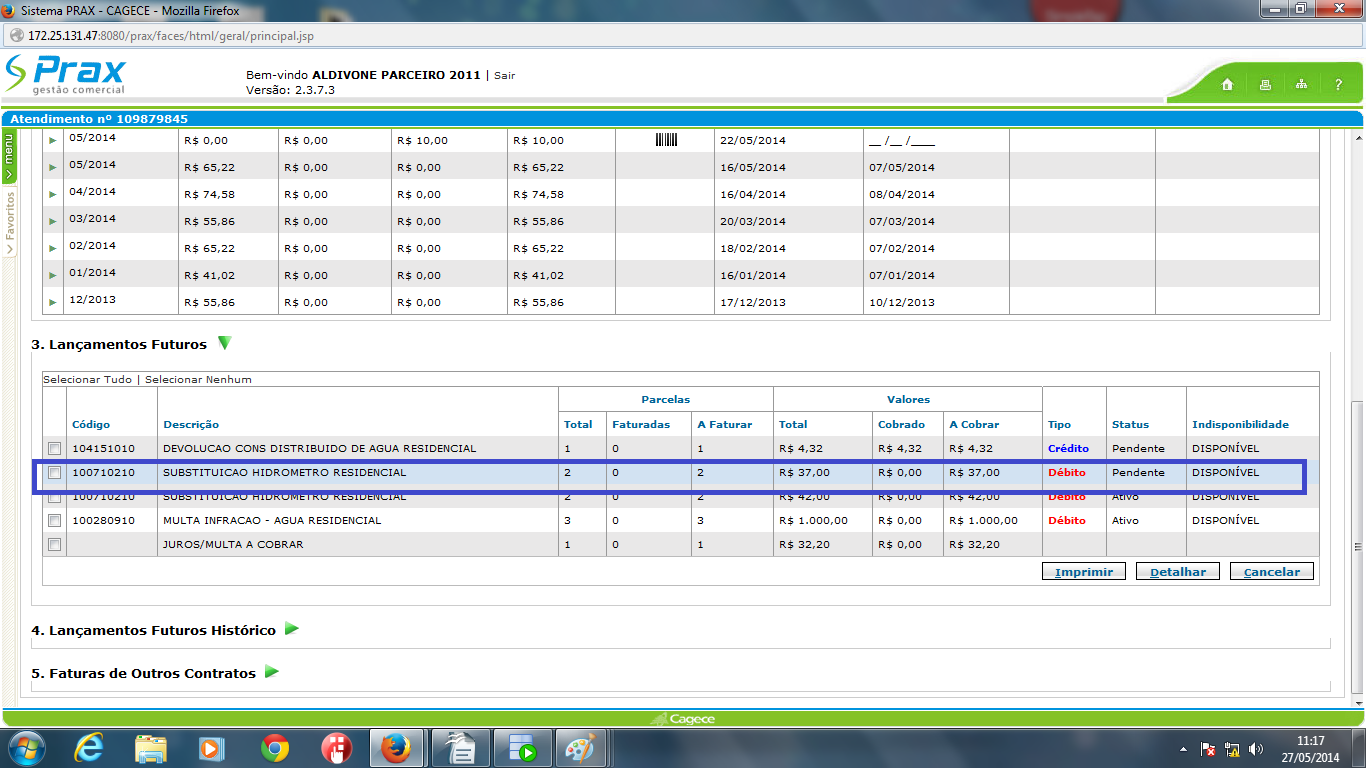 Sistema PRAX - CAGECE - Mozilla Firefox
172.25.131.47:8080/prax/faces/html/geral/principal.jsp
Prax
gestão comercial
Bem-vindo ALDIVONE PARCEIRO 2011 | Sair
Versão: 2.3.7.3
?
Atendimento nº 109879845
menu
Favoritos
05/2014 R$ 0,00 R$ 0,00 R$ 10,00 R$ 10,00 22/05/2014 __ /__ /____
05/2014 R$ 65,22 R$ 0,00 R$ 0,00 R$ 65,22 16/05/2014 07/05/2014
04/2014 R$ 74,58 R$ 0,00 R$ 0,00 R$ 74,58 16/04/2014 08/04/2014
03/2014 R$ 55,86 R$ 0,00 R$ 0,00 R$ 55,86 20/03/2014 07/03/2014
02/2014 R$ 65,22 R$ 0,00 R$ 0,00 R$ 65,22 18/02/2014 07/02/2014
01/2014 R$ 41,02 R$ 0,00 R$ 0,00 R$ 41,02 16/01/2014 07/01/2014
12/2013 R$ 55,86 R$ 0,00 R$ 0,00 R$ 55,86 17/12/2013 10/12/2013
3. Lançamentos Futuros
Selecionar Tudo | Selecionar Nenhum
Parcelas Valores
Código Descrição Total Faturadas A Faturar Total Cobrado A Cobrar Tipo Status Indisponibilidade
104151010 DEVOLUCAO CONS DISTRIBUIDO DE AGUA RESIDENCIAL 1 0 1 R$ 4,32 R$ 4,32 R$ 4,32 Crédito Pendente DISPONÍVEL
100710210 SUBSTITUICAO HIDROMETRO RESIDENCIAL 2 0 2 R$ 37,00 R$ 0,00 R$ 37,00 Débito Pendente DISPONÍVEL
100710210 SUBSTITUICAO HIDROMETRO RESIDENCIAL 2 0 2 R$ 42,00 R$ 0,00 R$ 42,00 Débito Ativo DISPONÍVEL
100280910 MULTA INFRACAO - AGUA RESIDENCIAL 3 0 3 R$ 1.000,00 R$ 0,00 R$ 1.000,00 Débito Ativo DISPONÍVEL
JUROS/MULTA A COBRAR 1 0 1 R$ 32,20 R$ 0,00 R$ 32,20
Imprimir Detalhar Cancelar
4. Lançamentos Futuros Histórico
5. Faturas de Outros Contratos
Cagece
11:17
27/05/2014